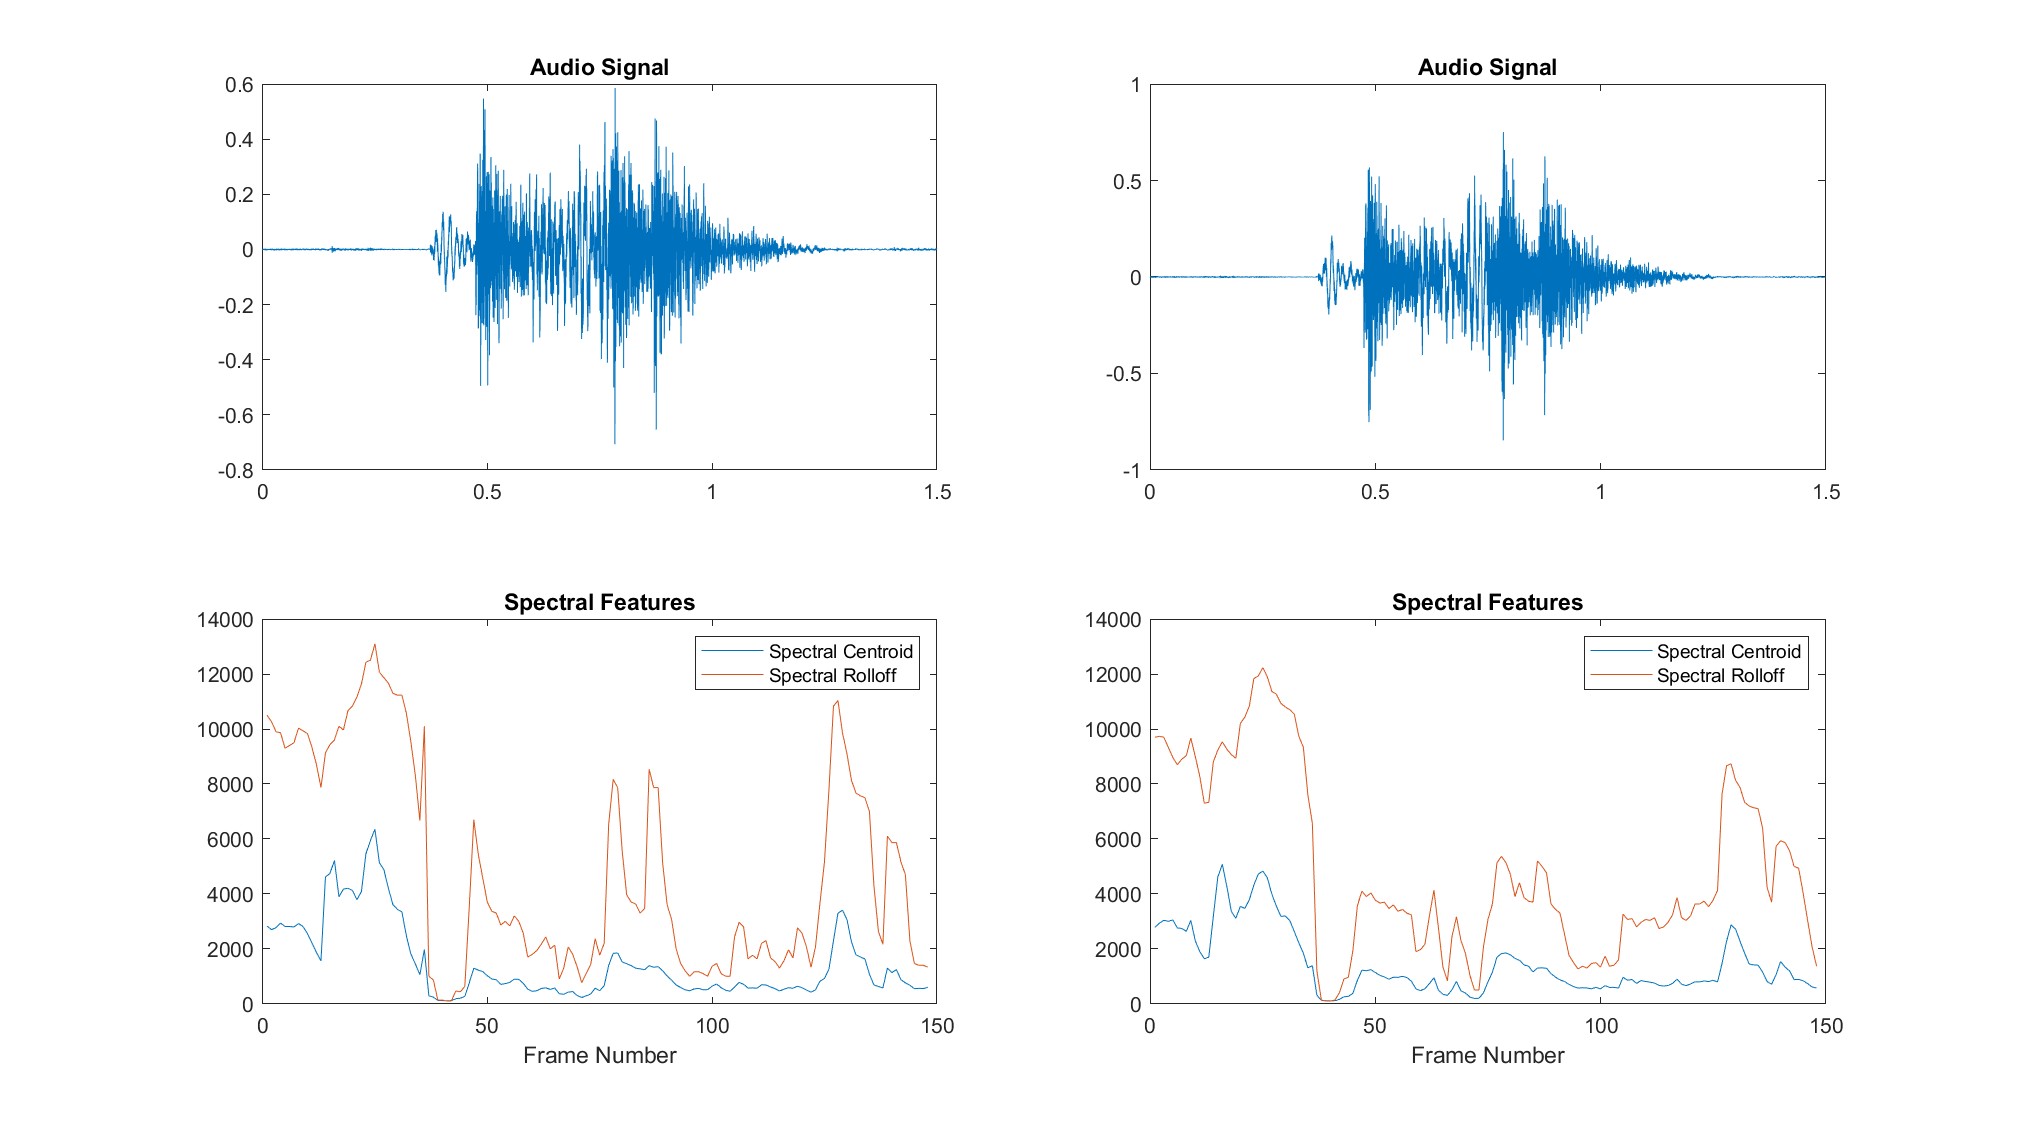 Audio Signal
0.6
0.4
0.2
0
-0.2
-0.4
-0.6
-0.8
0 0.5 1 1.5
Audio Signal
1
0.5
0
-0.5
-1
0 0.5 1 1.5
Spectral Features
14000
12000
10000
8000
6000
4000
2000
0
Spectral Centroid
Spectral Rolloff
0 50 100 150
Frame Number
Spectral Features
14000
12000
10000
8000
6000
4000
2000
0
Spectral Centroid
Spectral Rolloff
0 50 100 150
Frame Number